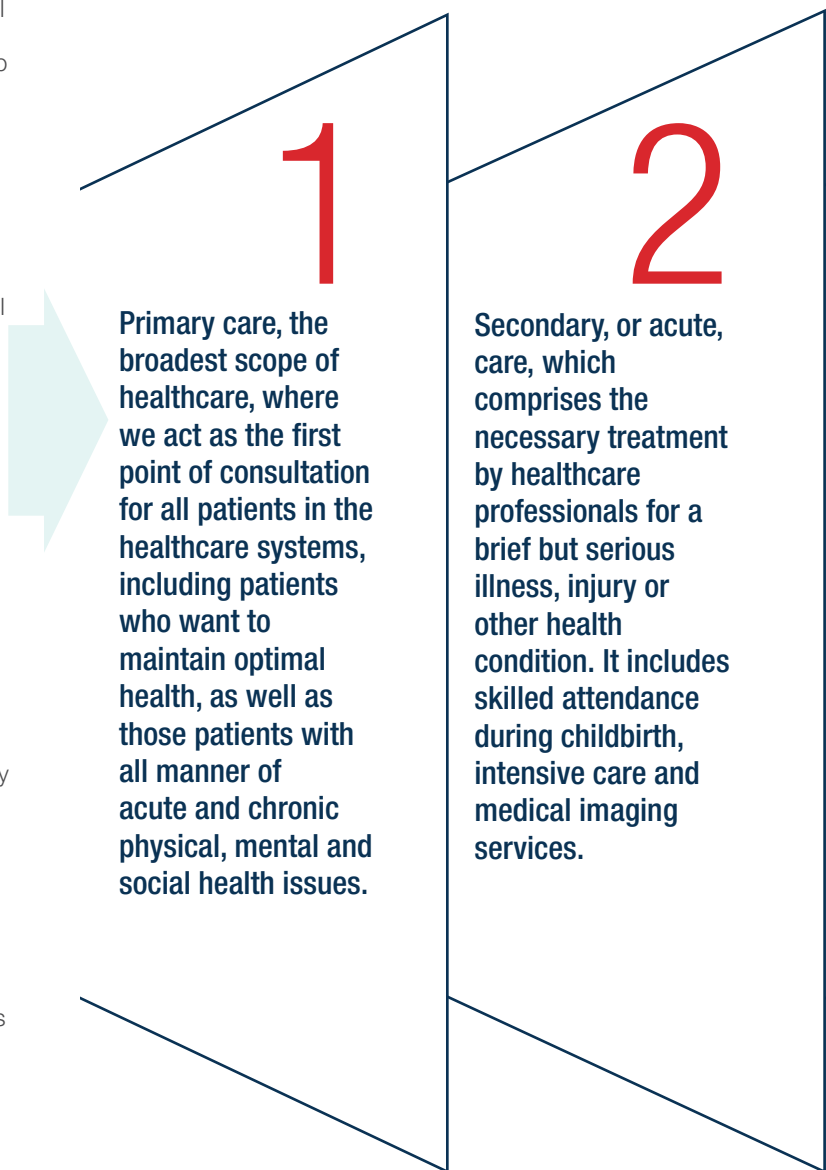 1
Primary care, the
broadest scope of
healthcare, where
we act as the first
point of consultation
for all patients in the
healthcare systems,
including patients
who want to
maintain optimal
health, as well as
those patients with
all manner of
acute and chronic
physical, mental and
social health issues.
2
Secondary, or acute,
care, which
comprises the
necessary treatment
by healthcare
professionals for a
brief but serious
illness, injury or
other health
condition. It includes
skilled attendance
during childbirth,
intensive care and
medical imaging
services.